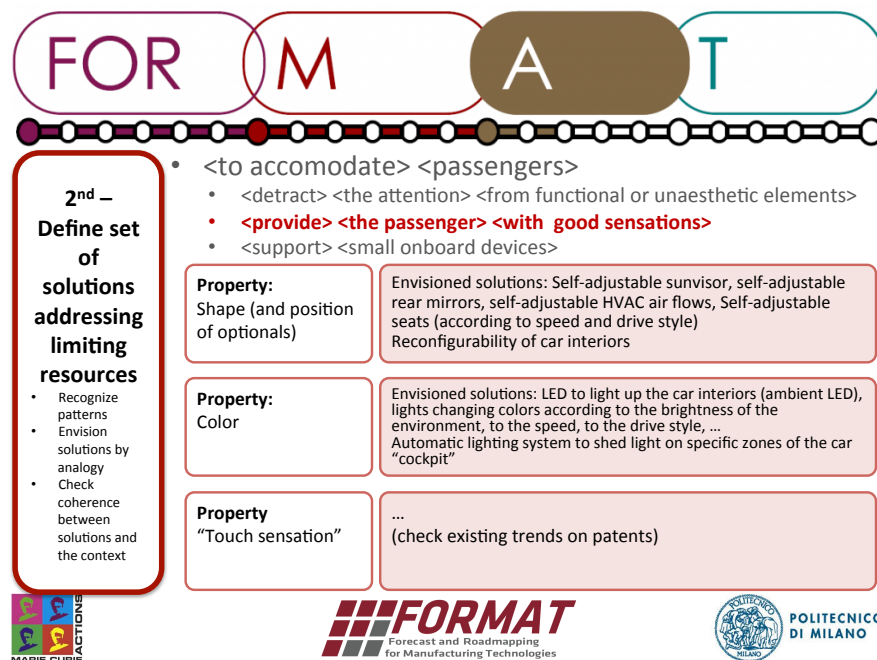 FOR M A T
2nd –
Define set
of
solutions
addressing
limiting
resources
• Recognize
patterns
• Envision
solutions by
analogy
• Check
coherence
between
solutions and
the context
• <to accomodate> <passengers>
• <detract> <the attention> <from functional or unaesthetic elements>
• <provide> <the passenger> <with good sensations>
• <support> <small onboard devices>
Property:
Shape (and position
of optionals)
Envisioned solutions: Self-adjustable sunvisor, self-adjustable
rear mirrors, self-adjustable HVAC air flows, Self-adjustable
seats (according to speed and drive style)
Reconfigurability of car interiors
Property:
Color
Envisioned solutions: LED to light up the car interiors (ambient LED),
lights changing colors according to the brightness of the
environment, to the speed, to the drive style, …
Automatic lighting system to shed light on specific zones of the car
“cockpit”
Property
“Touch sensation”
…
(check existing trends on patents)
MARIE CURIE
ACTIONS
FORMAT
Forecast and Roadmapping
for Manufacturing Technologies
POLITECNICO
MILANO
POLITECNICO
DI MILANO